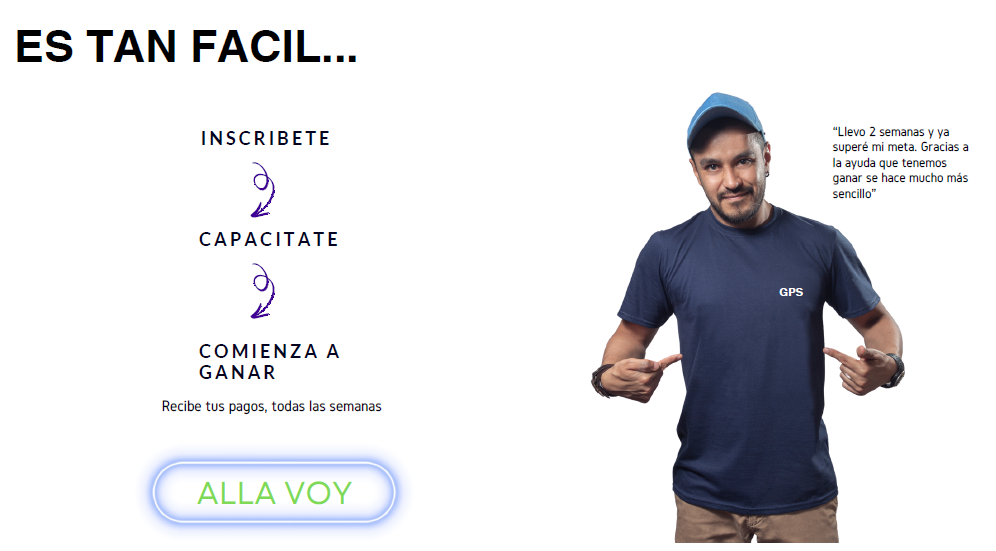 ES TAN FACIL...
INSCRIBETE
CAPACITATE
COMIENZA A
GANAR
Recibe tus pagos, todas las semanas
ALLA VOY
“Llevo 2 semanas y ya
superé mi meta. Gracias a
la ayuda que tenemos
ganar se hace mucho más
sencillo”
GPS